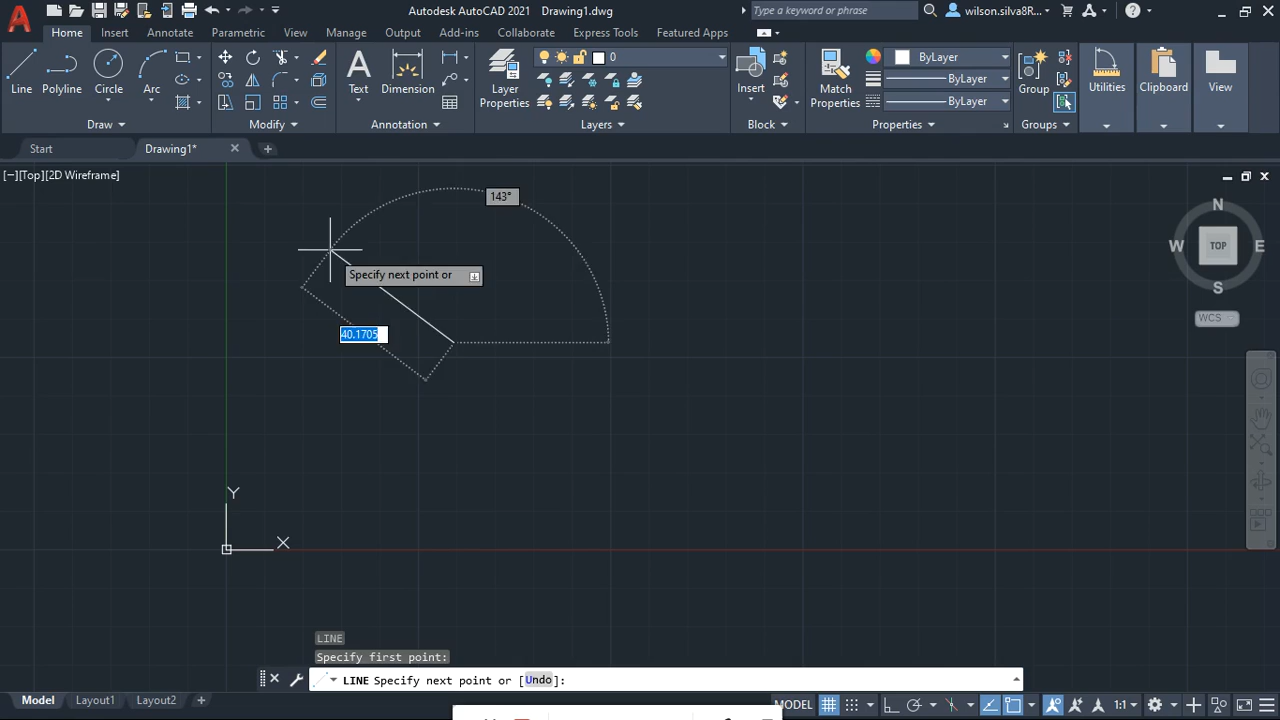 Autodesk AutoCAD 2021 Drawing1.dwg
Type a keyword or phrase
wilson.silva8R...
Home Insert Annotate Parametric View Manage Output Add-ins Collaborate Express Tools Featured Apps
Line Polyline Circle Arc
Text Dimension
Layer Properties
0
Insert
Match Properties
ByLayer
ByLayer
ByLayer
Group
Utilities
Clipboard
View
Draw Modify Annotation Layers Block Properties Groups
Start Drawing1*
[−][Top][2D Wireframe]
143°
N
W TOP E
S
WCS
Specify next point or
40.1705
Y
X
LINE
Specify first point:
LINE Specify next point or [Undo]:
Model Layout1 Layout2 +
MODEL 1:1